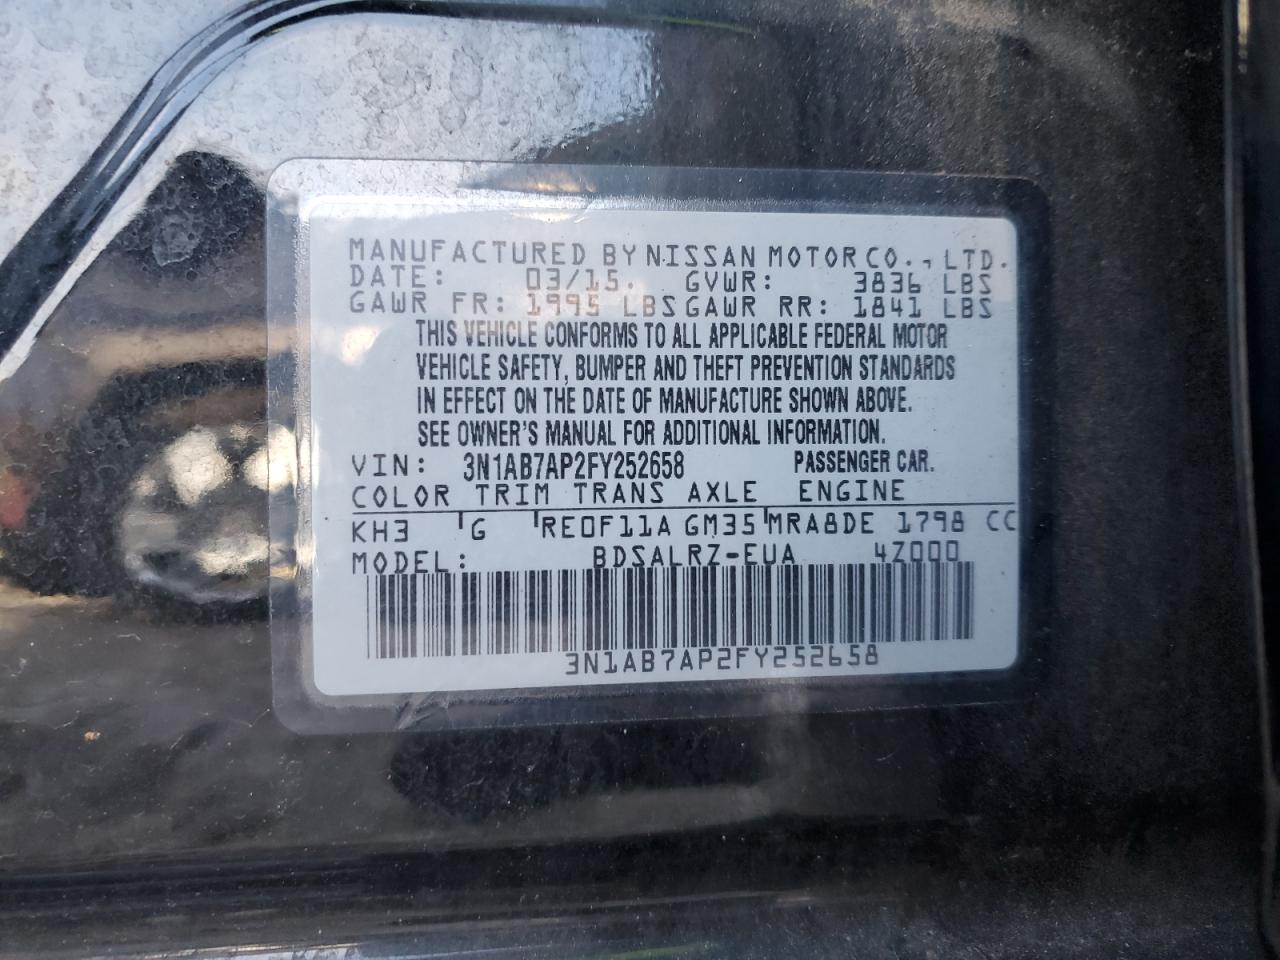 MANUFACTURED BY NISSAN MOTOR CO., LTD.
DATE: 03/15. GVWR: 3836 LBS
GAWR FR: 1995 LBS GAWR RR: 1841 LBS
THIS VEHICLE CONFORMS TO ALL APPLICABLE FEDERAL MOTOR
VEHICLE SAFETY, BUMPER AND THEFT PREVENTION STANDARDS
IN EFFECT ON THE DATE OF MANUFACTURE SHOWN ABOVE.
SEE OWNER'S MANUAL FOR ADDITIONAL INFORMATION.
VIN: 3N1AB7AP2FY252658 PASSENGER CAR.
COLOR TRIM TRANS AXLE ENGINE
KH3 G RE0F11A GM35 MRA8DE 1798 CC
MODEL: BDSALRZ-EUA 4Z000
3N1AB7AP2FY252658